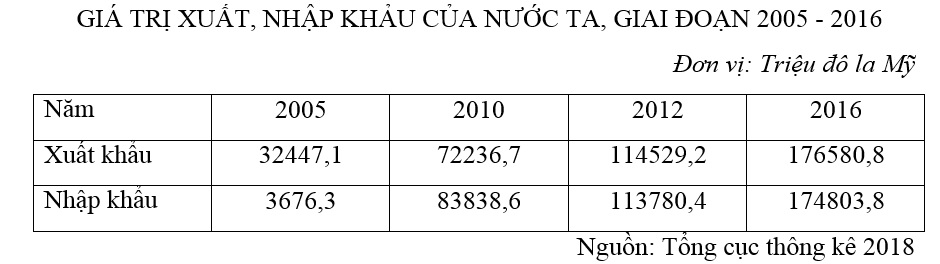 GIÁ TRỊ XUẤT, NHẬP KHẨU CỦA NƯỚC TA, GIAI ĐOẠN 2005 - 2016
Đơn vị: Triệu đô la Mỹ
Năm 2005 2010 2012 2016
Xuất khẩu 32447,1 72236,7 114529,2 176580,8
Nhập khẩu 3676,3 83838,6 113780,4 174803,8
Nguồn: Tổng cục thông kê 2018